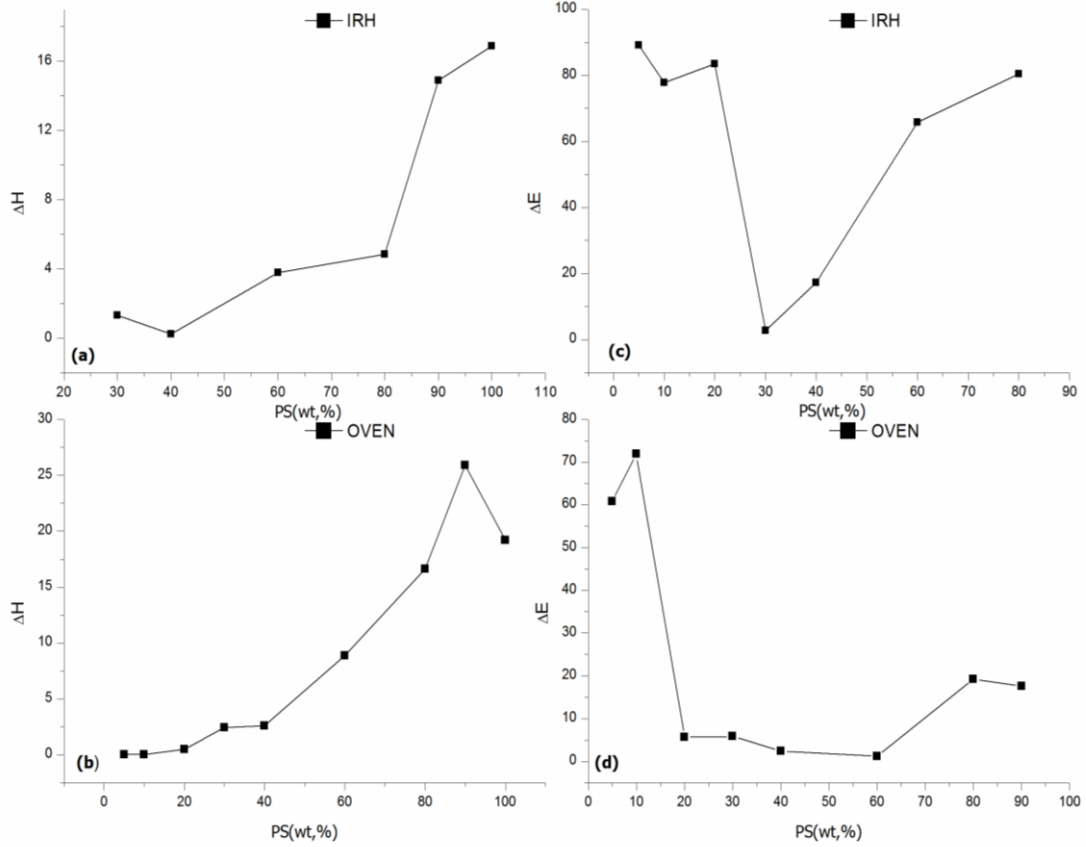 IRH
16
12
8
4
0
ΔH
(a)
20 30 40 50 60 70 80 90 100 110
PS(wt,%)
IRH
100
80
60
40
20
0
ΔE
(c)
0 10 20 30 40 50 60 70 80 90
PS(wt,%)
OVEN
30
25
20
15
10
5
0
ΔH
(b)
0 20 40 60 80 100
PS(wt,%)
OVEN
80
70
60
50
40
30
20
10
0
ΔE
(d)
0 10 20 30 40 50 60 70 80 90 100
PS(wt,%)